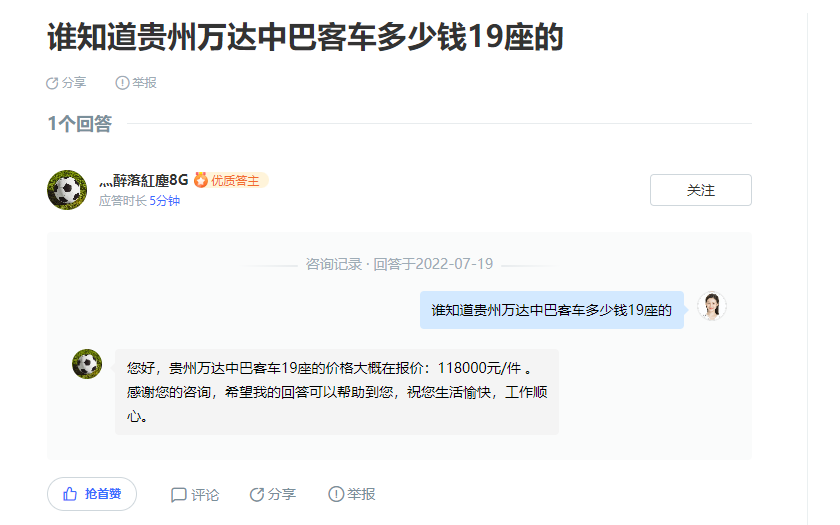 谁知道贵州万达中巴客车多少钱19座的
分享 举报
1个回答
灬醉落紅塵8G 优质答主
应答时长 5分钟
关注
咨询记录 · 回答于2022-07-19
谁知道贵州万达中巴客车多少钱19座的
您好，贵州万达中巴客车19座的价格大概在报价：118000元/件 。
感谢您的咨询，希望我的回答可以帮助到您，祝您生活愉快，工作顺
心。
抢首赞 评论 分享 举报